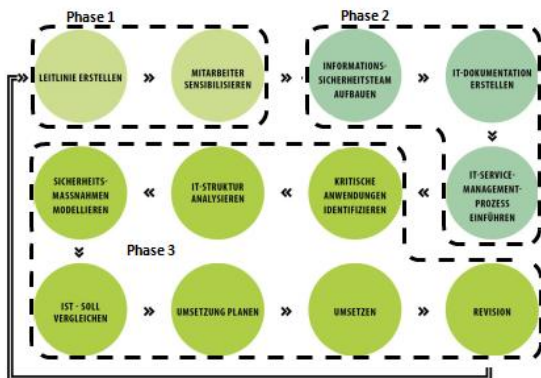 Phase 1
Phase 2
LEITLINIE ERSTELLEN
»
MITARBEITER
SENSIBILISIEREN
»
INFORMATIONS-
SICHERHEITSTEAM
AUFBAUEN
»
IT-DOKUMENTATION
ERSTELLEN
IT-SERVICE-
MANAGEMENT-
PROZESS
EINFÜHREN
«
KRITISCHE
ANWENDUNGEN
IDENTIFIZIEREN
«
IT-STRUKTUR
ANALYSIEREN
«
SICHERHEITS-
MASSNAHMEN
MODELLIEREN
Phase 3
IST - SOLL
VERGLEICHEN
»
UMSETZUNG PLANEN
»
UMSETZEN
»
REVISION